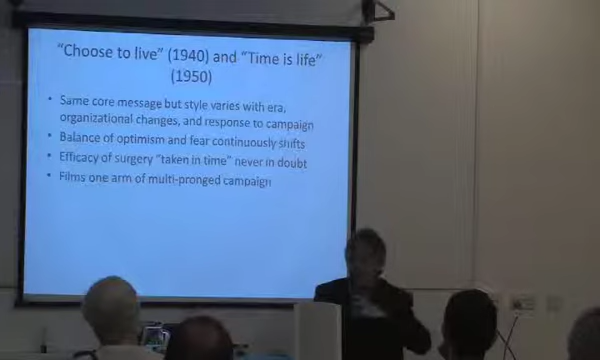 “Choose to live” (1940) and “Time is life”
(1950)
• Same core message but style varies with era,
organizational changes, and response to campaign
• Balance of optimism and fear continuously shifts
• Efficacy of surgery “taken in time” never in doubt
• Films one arm of multi-pronged campaign